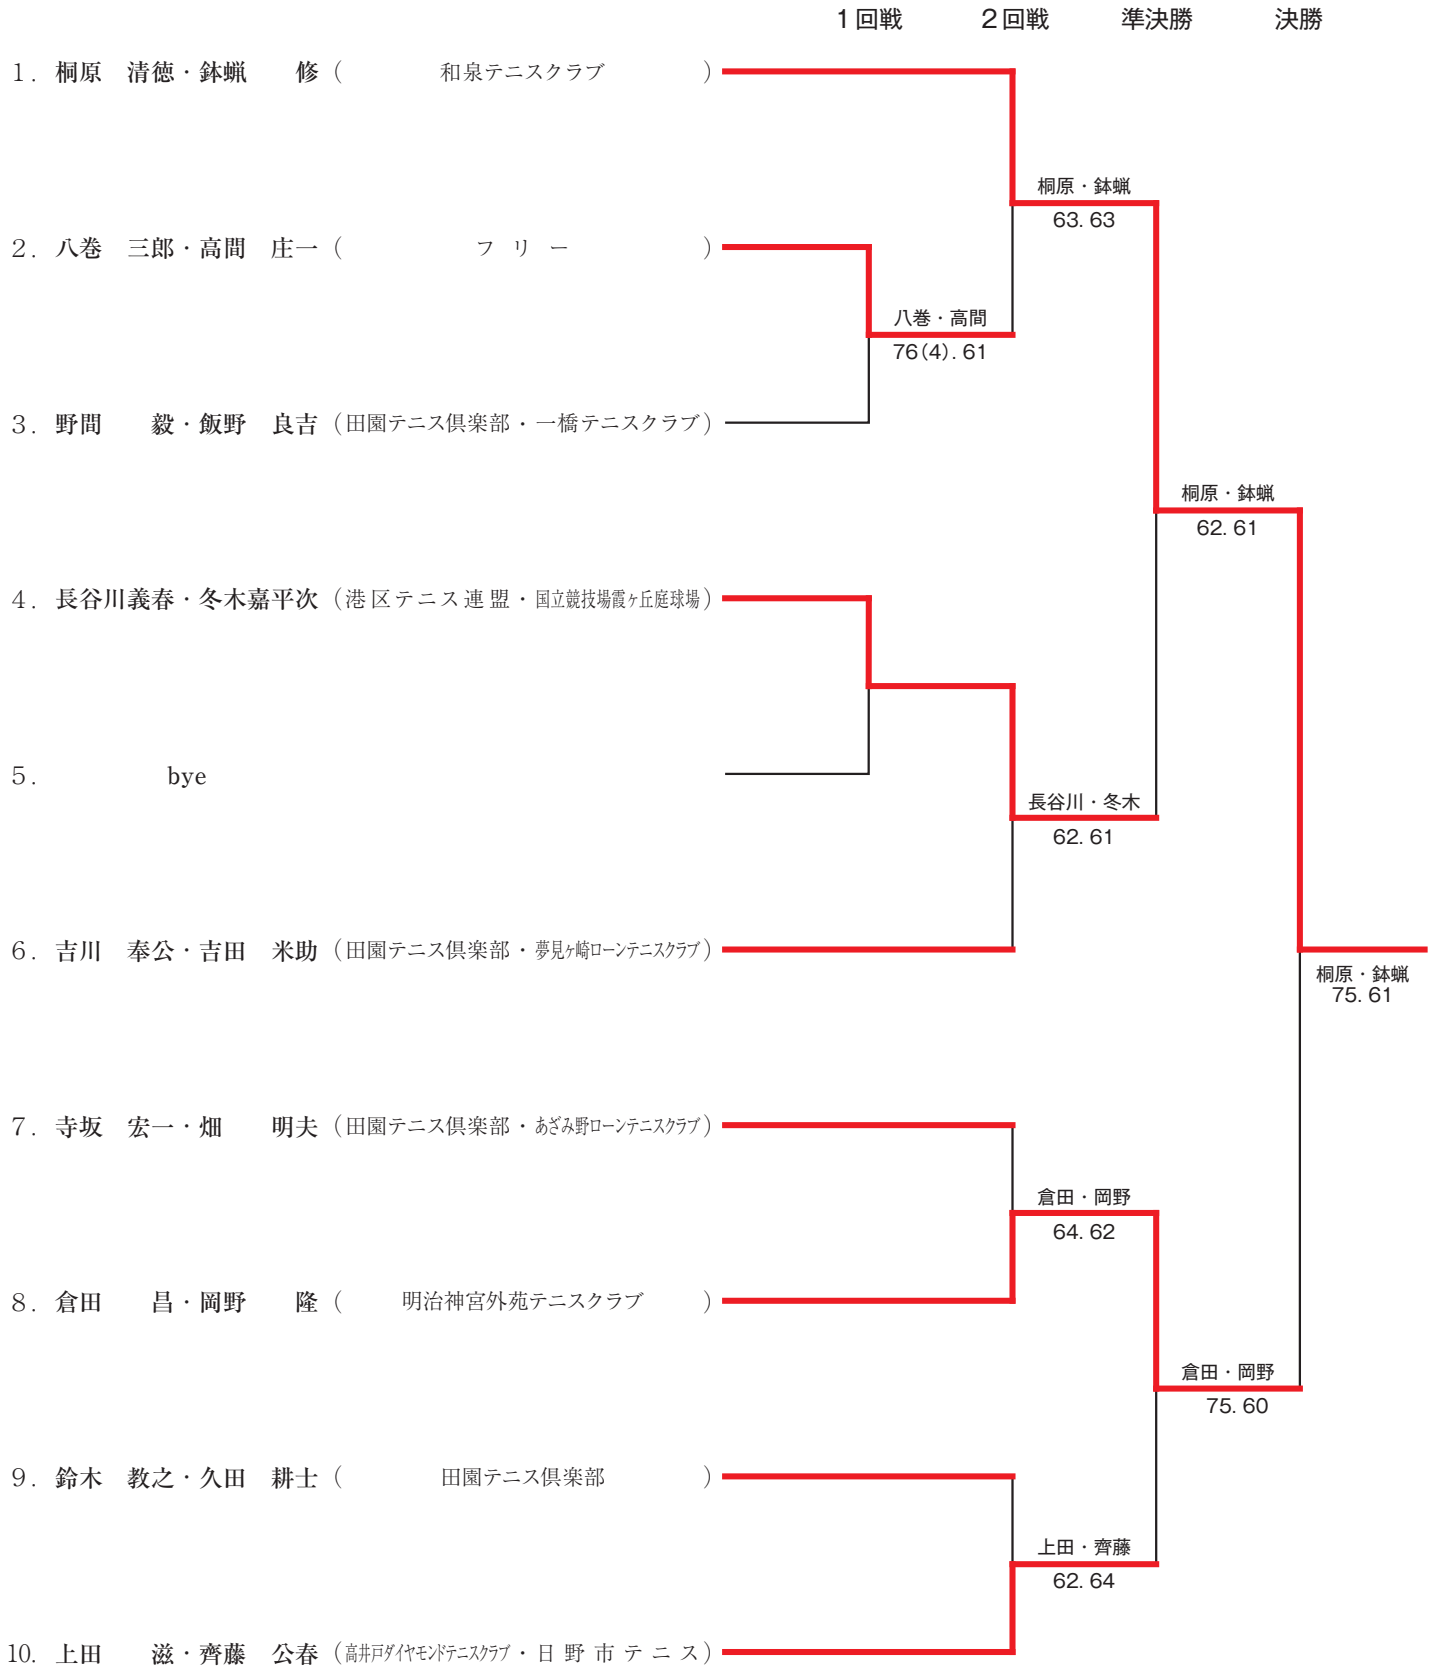 1回戦 2回戦 準決勝 決勝
1. 桐原 清徳・鉢蝋 修 ( 和泉テニスクラブ )
桐原・鉢蝋
63. 63
2. 八巻 三郎・高間 庄一 ( フリー )
八巻・高間
76(4). 61
3. 野間 毅・飯野 良吉 (田園テニス倶楽部・一橋テニスクラブ)
桐原・鉢蝋
62. 61
4. 長谷川義春・冬木嘉平次 (港区テニス連盟・国立競技場霞ヶ丘庭球場)
5. bye
長谷川・冬木
62. 61
6. 吉川 奉公・吉田 米助 (田園テニス倶楽部・夢見ヶ崎ローンテニスクラブ)
桐原・鉢蝋
75. 61
7. 寺坂 宏一・畑 明夫 (田園テニス倶楽部・あざみ野ローンテニスクラブ)
倉田・岡野
64. 62
8. 倉田 昌・岡野 隆 ( 明治神宮外苑テニスクラブ )
倉田・岡野
75. 60
9. 鈴木 教之・久田 耕士 ( 田園テニス倶楽部 )
上田・齊藤
62. 64
10. 上田 滋・齊藤 公春 (高井戸ダイヤモンドテニスクラブ・日野市テニス)